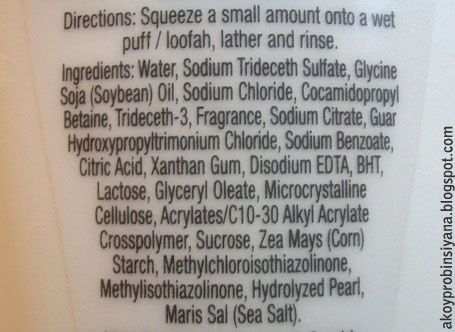 Directions: Squeeze a small amount onto a wet
puff / loofah, lather and rinse.
Ingredients: Water, Sodium Trideceth Sulfate, Glycine
Soja (Soybean) Oil, Sodium Chloride, Cocamidopropyl
Betaine, Trideceth-3, Fragrance, Sodium Citrate, Guar
Hydroxypropyltrimonium Chloride, Sodium Benzoate,
Citric Acid, Xanthan Gum, Disodium EDTA, BHT,
Lactose, Glyceryl Oleate, Microcrystalline
Cellulose, Acrylates/C10-30 Alkyl Acrylate
Crosspolymer, Sucrose, Zea Mays (Corn)
Starch, Methylchloroisothiazolinone,
Methylisothiazolinone, Hydrolyzed Pearl,
Maris Sal (Sea Salt).
akoyprobinsiyana.blogspot.com